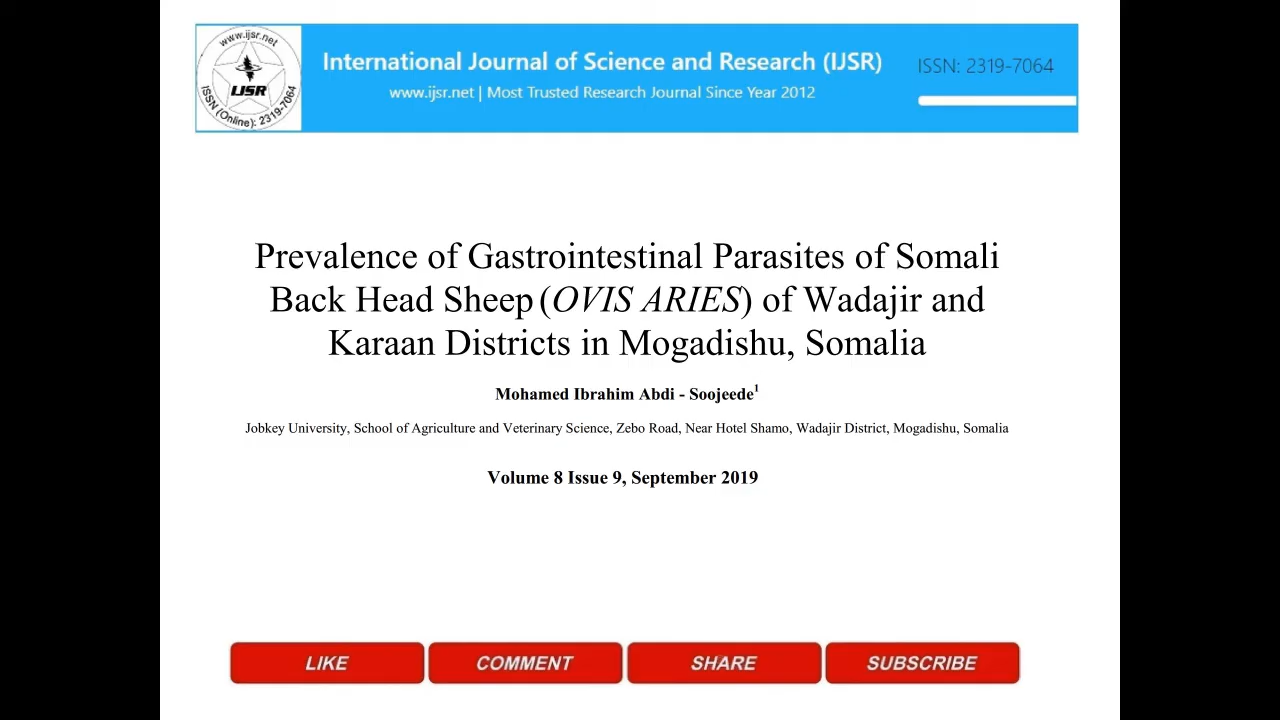 www.ijsr.net
IJSR
ISSN (Online): 2319-7064
International Journal of Science and Research (IJSR)
ISSN: 2319-7064
www.ijsr.net | Most Trusted Research Journal Since Year 2012
Prevalence of Gastrointestinal Parasites of Somali
Back Head Sheep (OVIS ARIES) of Wadajir and
Karaan Districts in Mogadishu, Somalia
Mohamed Ibrahim Abdi - Soojeede1
Jobkey University, School of Agriculture and Veterinary Science, Zebo Road, Near Hotel Shamo, Wadajir District, Mogadishu, Somalia
Volume 8 Issue 9, September 2019
LIKE
COMMENT
SHARE
SUBSCRIBE